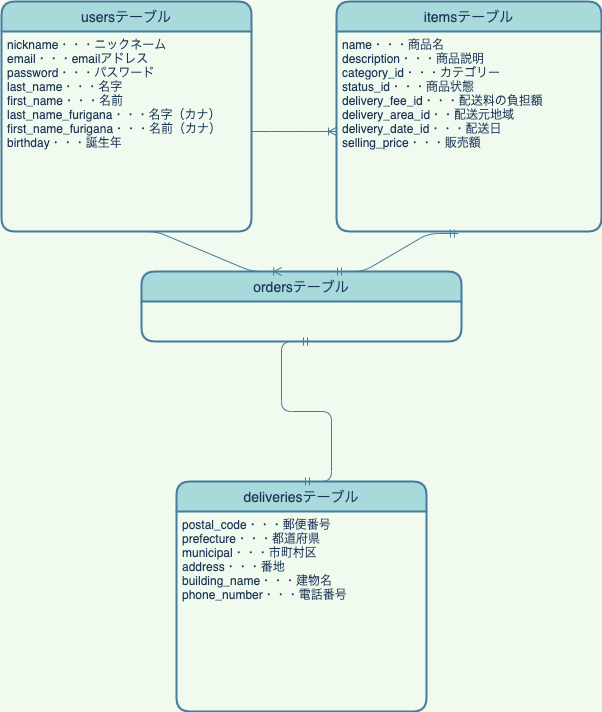 usersテーブル
nickname・・・ニックネーム
email・・・emailアドレス
password・・・パスワード
last_name・・・名字
first_name・・・名前
last_name_furigana・・・名字（カナ）
first_name_furigana・・・名前（カナ）
birthday・・・誕生年
itemsテーブル
name・・・商品名
description・・・商品説明
category_id・・・カテゴリー
status_id・・・商品状態
delivery_fee_id・・・配送料の負担額
delivery_area_id・・配送元地域
delivery_date_id・・・配送日
selling_price・・・販売額
ordersテーブル
deliveriesテーブル
postal_code・・・郵便番号
prefecture・・・都道府県
municipal・・・市町村区
address・・・番地
building_name・・・建物名
phone_number・・・電話番号